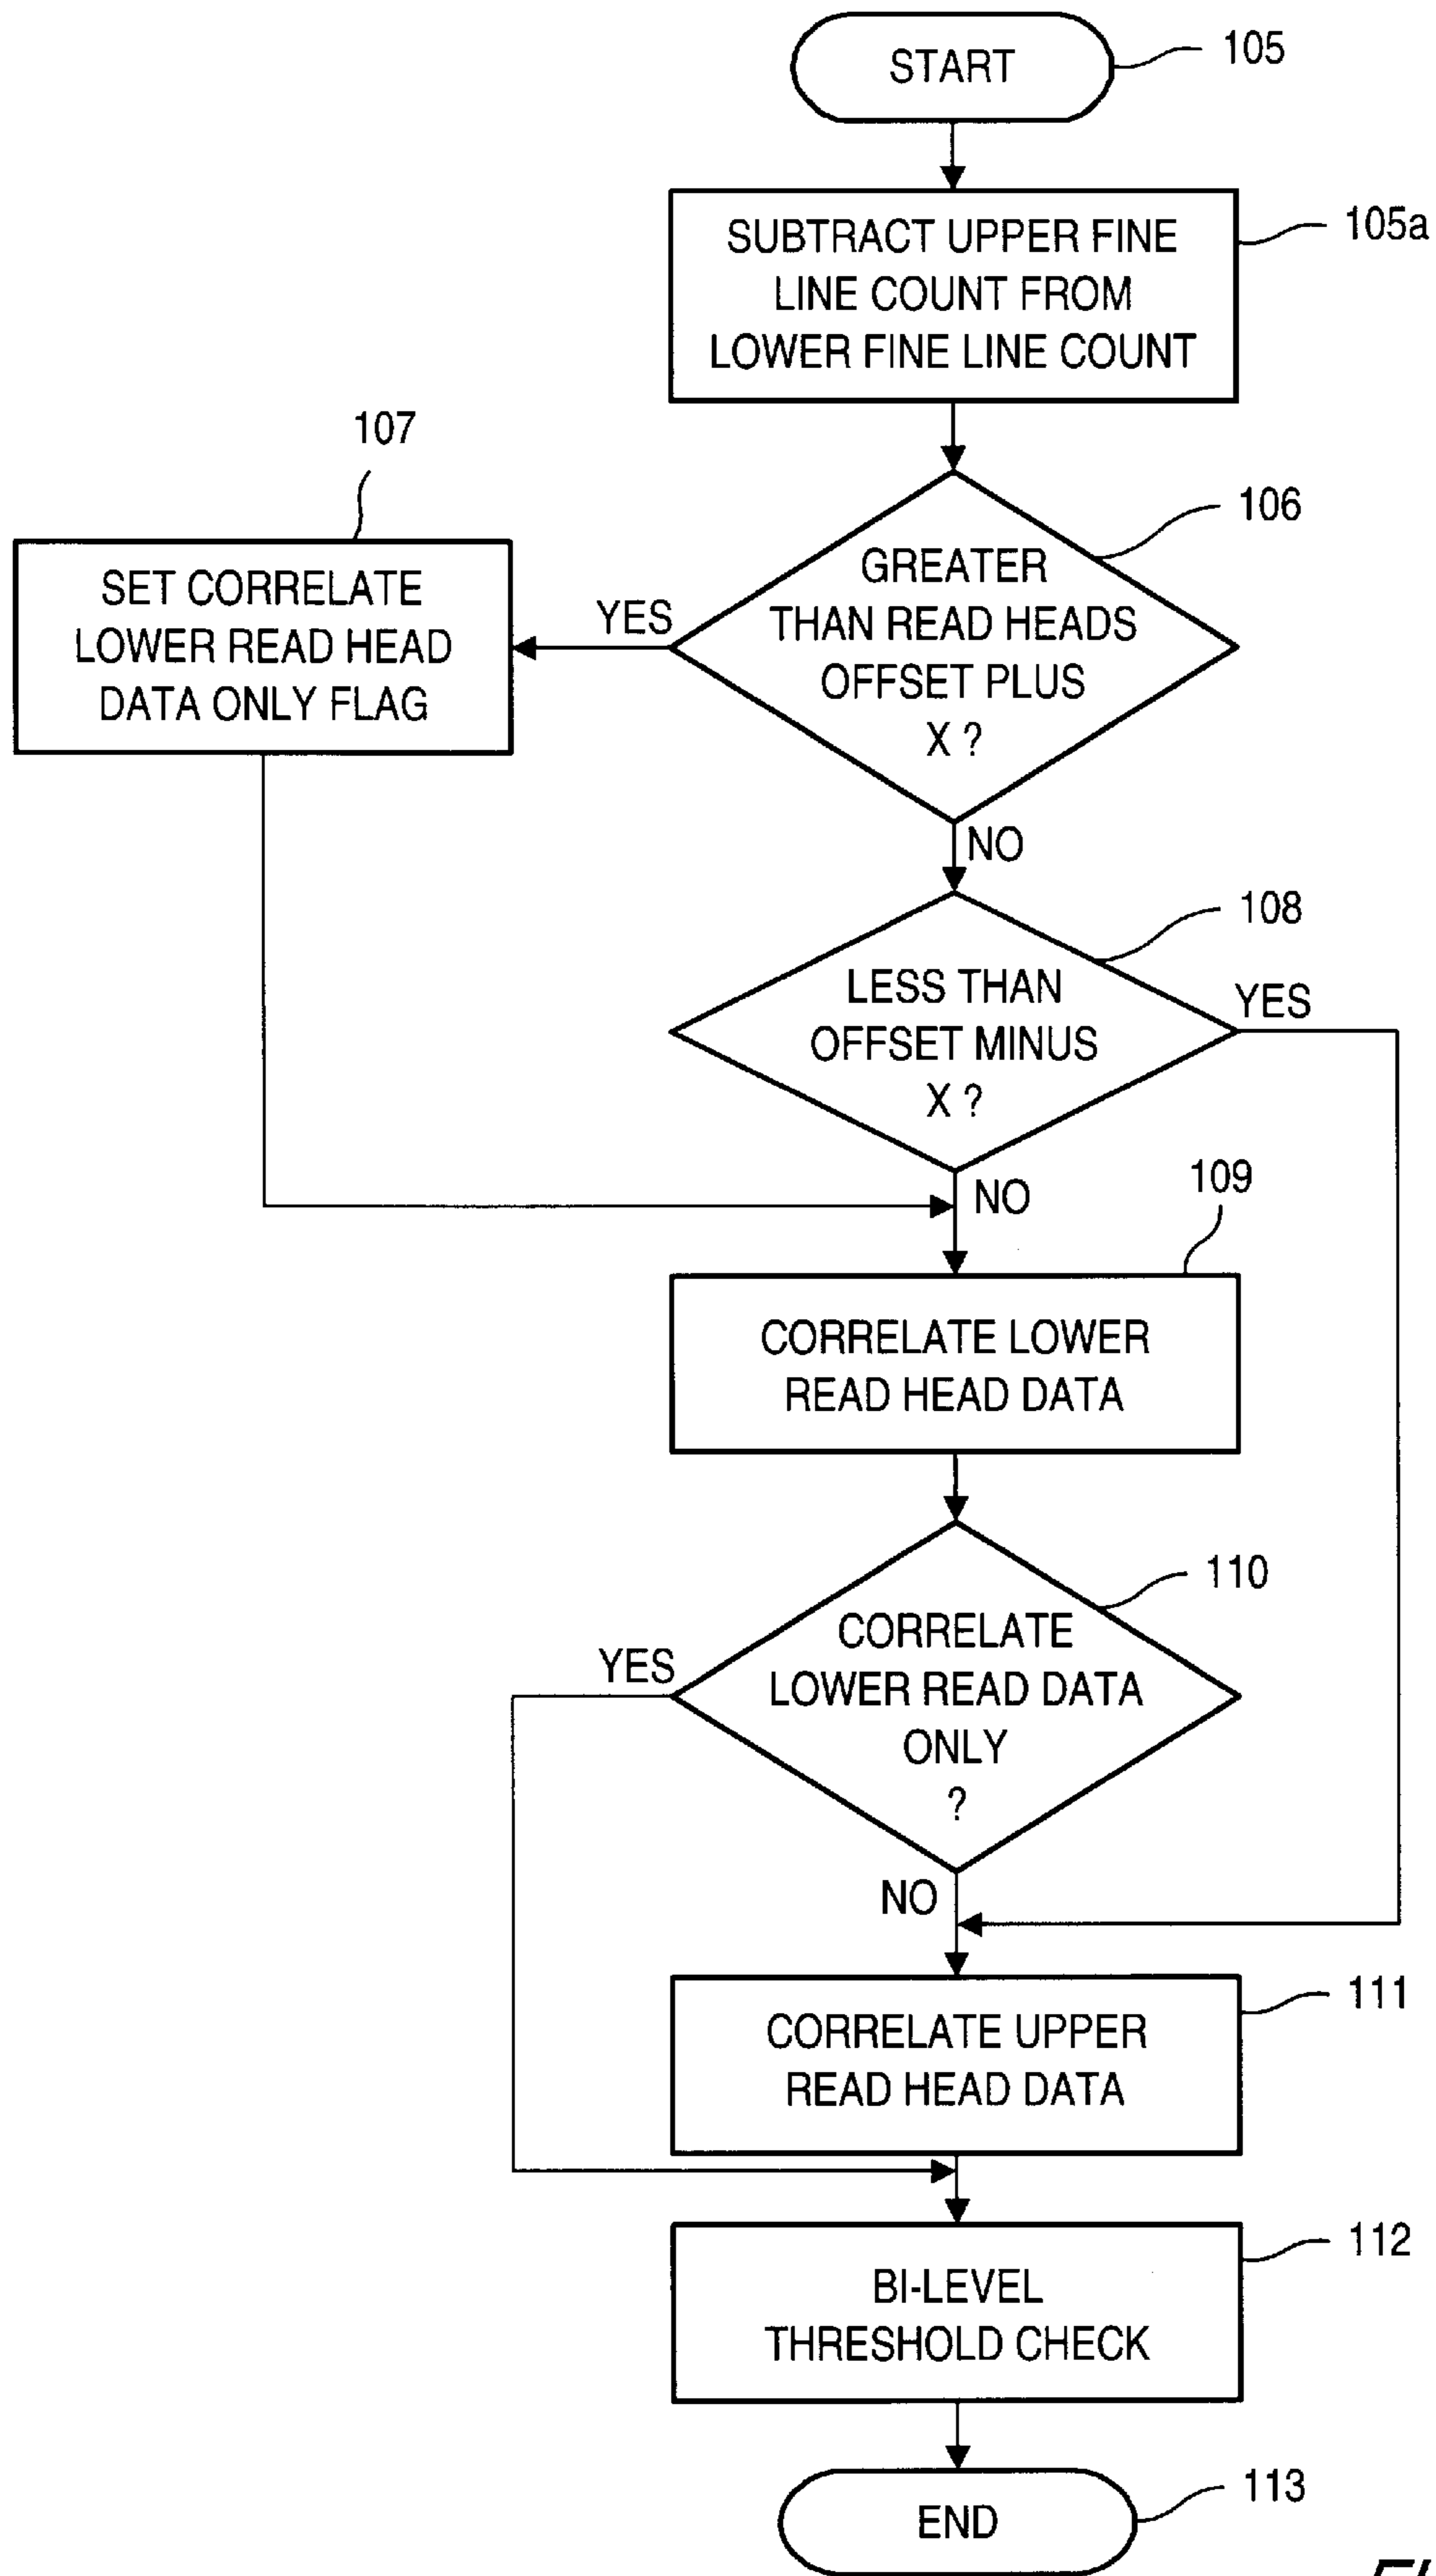 START
105
SUBTRACT UPPER FINE
LINE COUNT FROM
LOWER FINE LINE COUNT
105a
107
SET CORRELATE
LOWER READ HEAD
DATA ONLY FLAG
YES
GREATER
THAN READ HEADS
OFFSET PLUS
X ?
106
NO
LESS THAN
OFFSET MINUS
X ?
108
YES
NO
109
CORRELATE LOWER
READ HEAD DATA
110
CORRELATE
LOWER READ DATA
ONLY
?
YES
NO
CORRELATE UPPER
READ HEAD DATA
111
BI-LEVEL
THRESHOLD CHECK
112
END
113